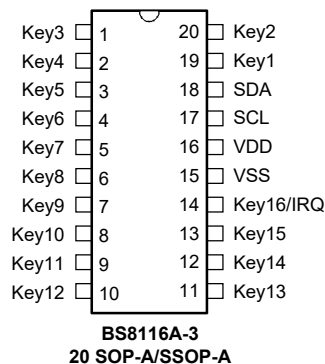 Key3 1 20 Key2
Key4 2 19 Key1
Key5 3 18 SDA
Key6 4 17 SCL
Key7 5 16 VDD
Key8 6 15 VSS
Key9 7 14 Key16/IRQ
Key10 8 13 Key15
Key11 9 12 Key14
Key12 10 11 Key13
BS8116A-3
20 SOP-A/SSOP-A